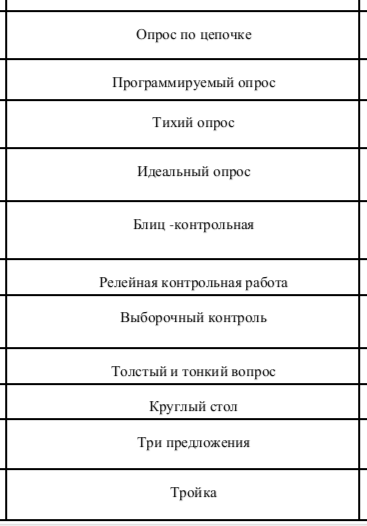 Опрос по цепочке
Программируемый опрос
Тихий опрос
Идеальный опрос
Блиц -контрольная
Релейная контрольная работа
Выборочный контроль
Толстый и тонкий вопрос
Круглый стол
Три предложения
Тройка